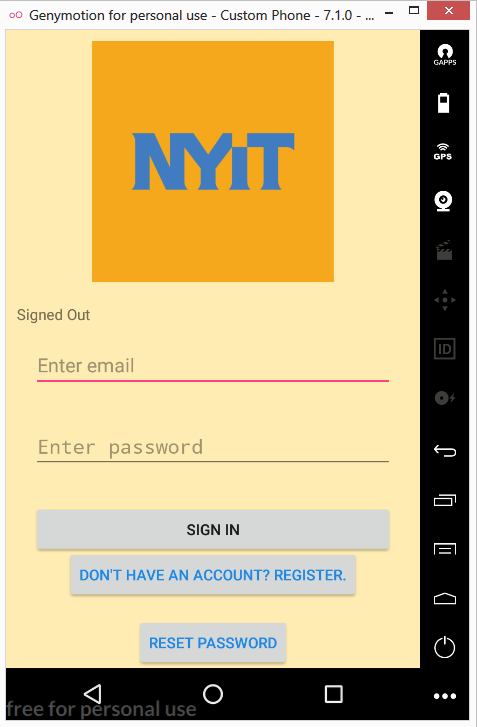 Genymotion for personal use - Custom Phone - 7.1.0 - ...
GAPPS
NYiT
GPS
Signed Out
Enter email
ID
Enter password
SIGN IN
DON'T HAVE AN ACCOUNT? REGISTER.
RESET PASSWORD
free for personal use